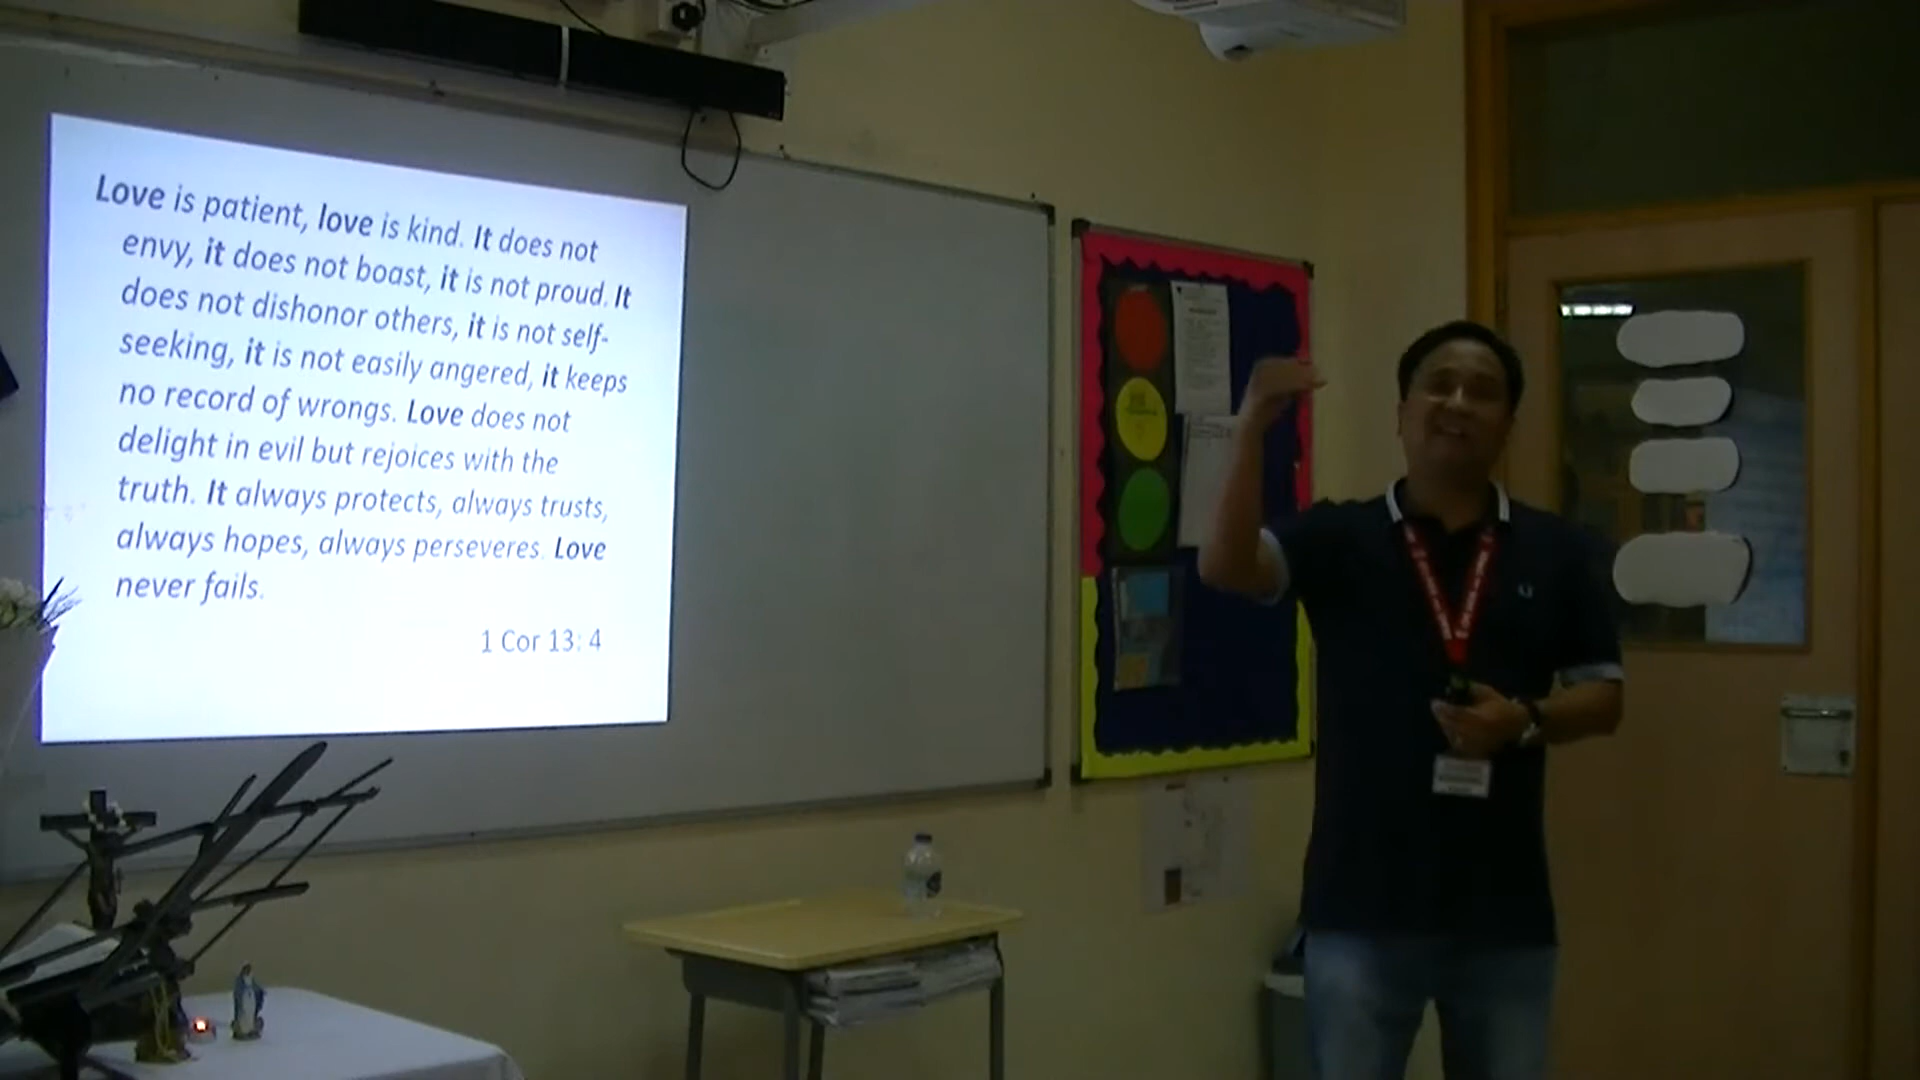 Love is patient, love is kind. It does not
envy, it does not boast, it is not proud. It
does not dishonor others, it is not self-
seeking, it is not easily angered, it keeps
no record of wrongs. Love does not
delight in evil but rejoices with the
truth. It always protects, always trusts,
always hopes, always perseveres. Love
never fails.
1 Cor 13: 4